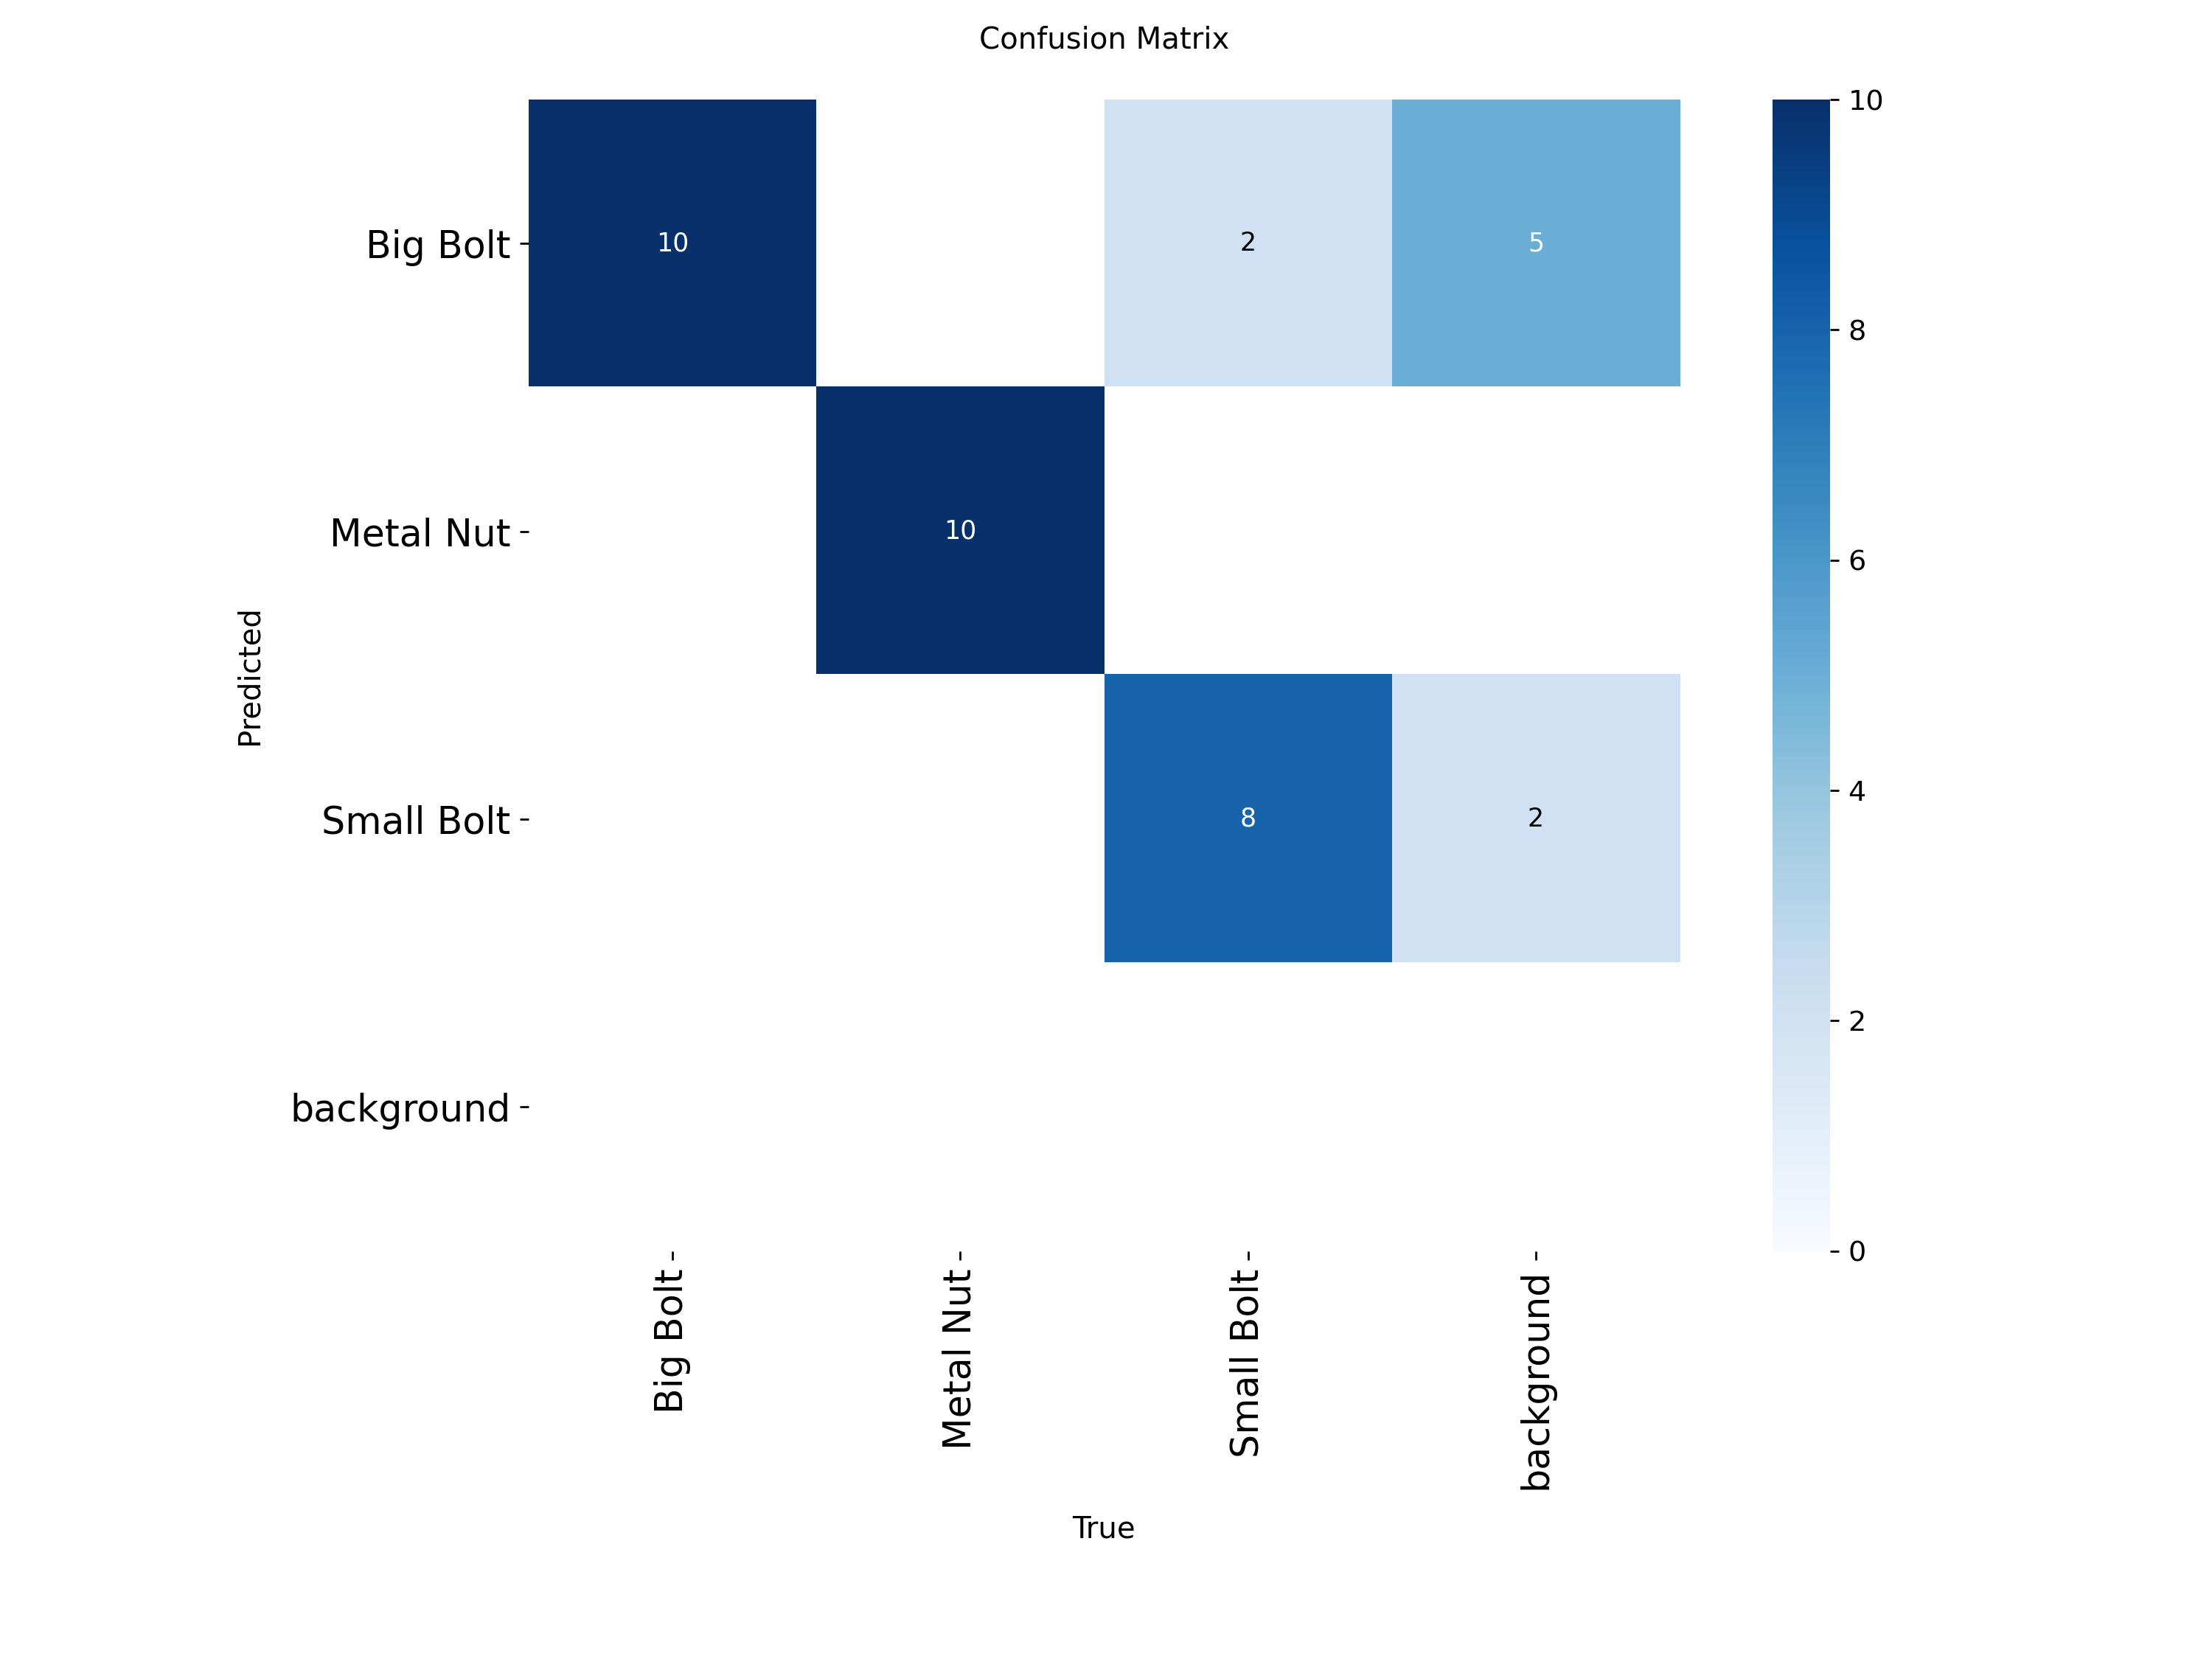 Confusion Matrix
Big Bolt
Metal Nut
Small Bolt
background
Predicted
10
2
5
10
8
2
Big Bolt
Metal Nut
Small Bolt
background
True
10
8
6
4
2
0